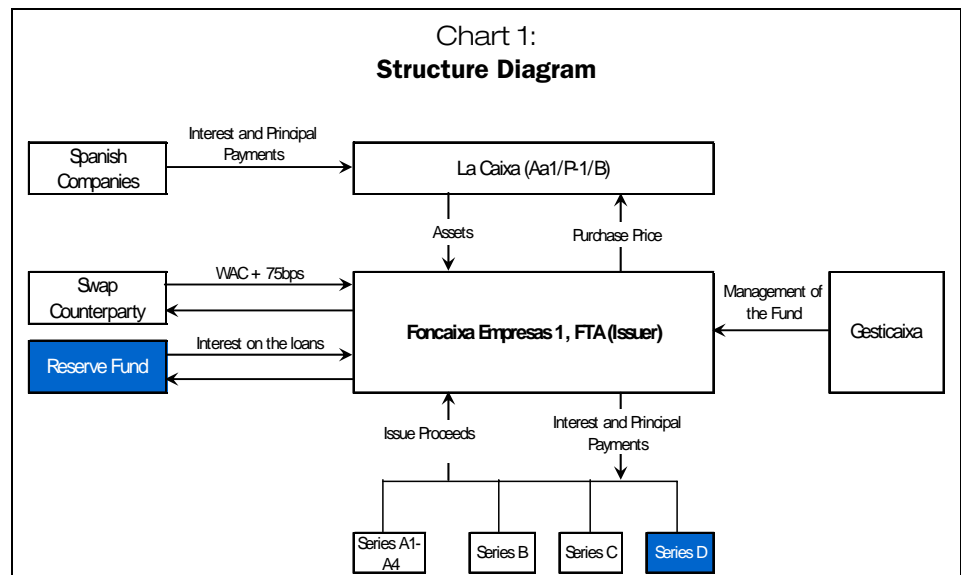 Chart 1:
Structure Diagram
Interest and Principal
Payments
Spanish
Companies
La Caixa (Aa1/P-1/B)
Assets
Purchase Price
WAC + 75bps
Swap
Counterparty
Management of
the Fund
Foncaixa Empresas 1, FTA (Issuer)
Gesticaixa
Interest on the loans
Reserve Fund
Issue Proceeds
Interest and Principal
Payments
Series A1-
A4
Series B
Series C
Series D